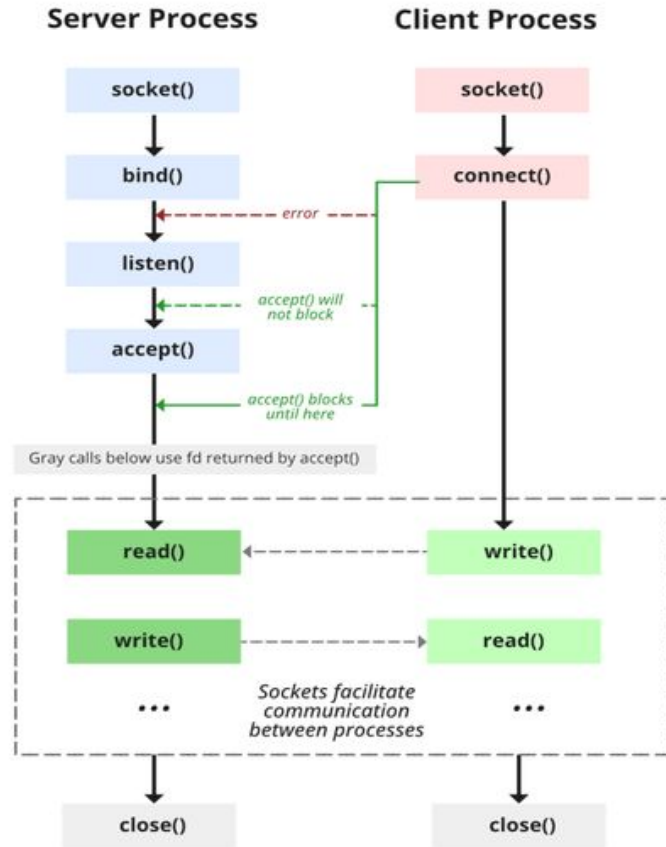 Server Process
Client Process
socket()
socket()
bind()
connect()
error
listen()
accept() will
not block
accept()
accept() blocks
until here
Gray calls below use fd returned by accept()
read()
write()
write()
read()
...
Sockets facilitate
communication
between processes
...
close()
close()